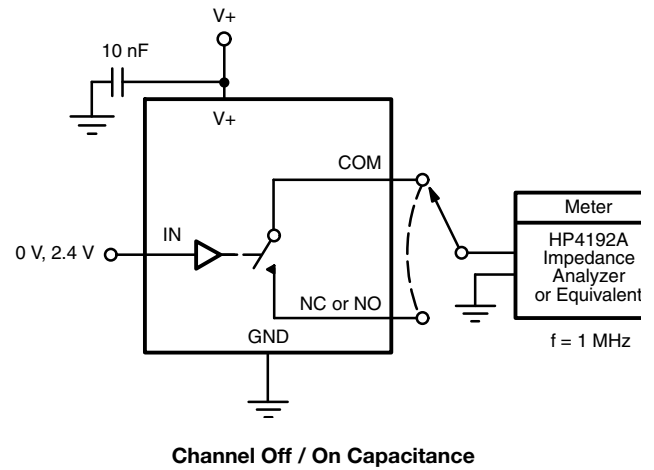 V+
10 nF
V+
COM
Meter
IN
0 V, 2.4 V
HP4192A
Impedance
Analyzer
or Equivalent
NC or NO
GND
f = 1 MHz
Channel Off / On Capacitance